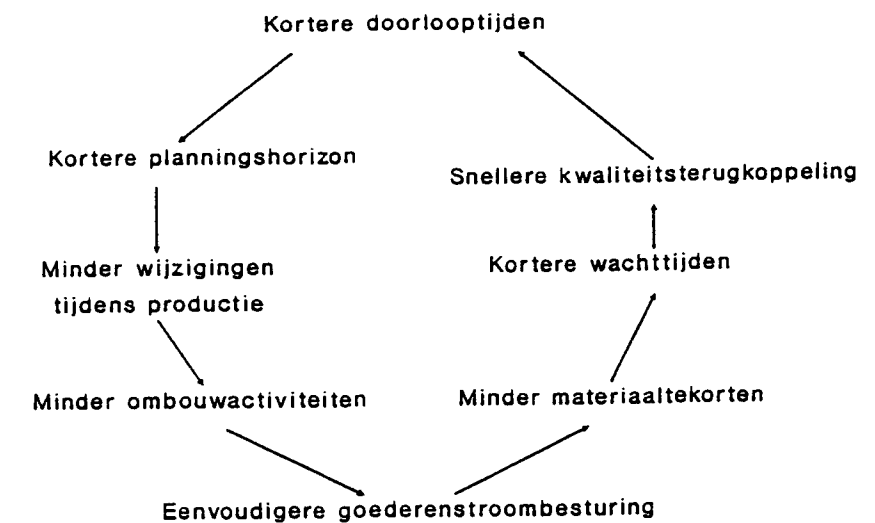 Kortere doorlooptijden
Kortere planningshorizon
Snellere kwaliteitsterugkoppeling
Minder wijzigingen
tijdens productie
Kortere wachttijden
Minder ombouwactiviteiten
Minder materiaaltekorten
Eenvoudigere goederenstroombesturing